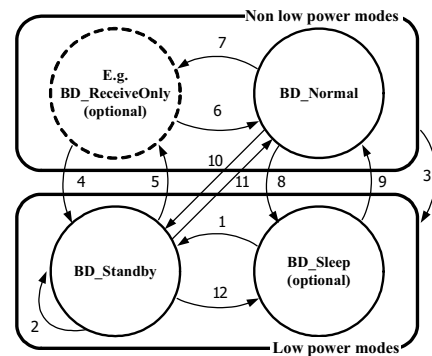 Non low power modes
7
E.g.
BD_ReceiveOnly
(optional)
BD_Normal
6
10
4
5
11
8
9
3
1
BD_Standby
BD_Sleep
(optional)
2
12
Low power modes